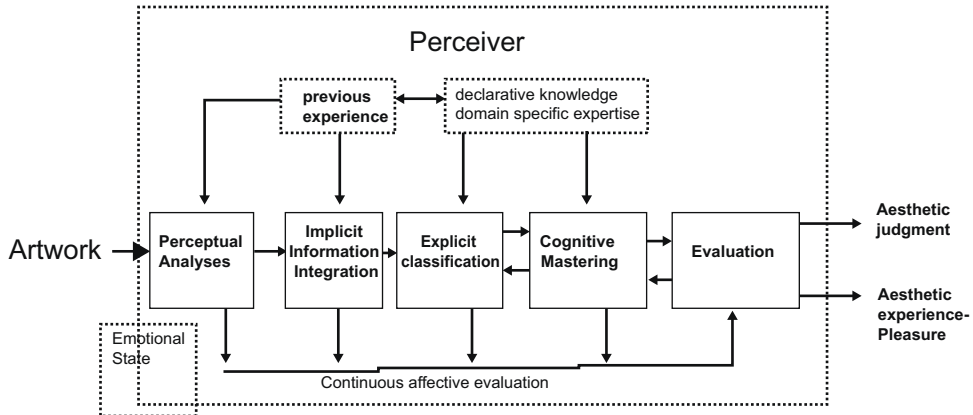 Perceiver
previous
experience
declarative knowledge
domain specific expertise
Artwork
Perceptual
Analyses
Implicit
Information
Integration
Explicit
classification
Cognitive
Mastering
Evaluation
Aesthetic
judgment
Aesthetic
experience-
Pleasure
Emotional
State
Continuous affective evaluation